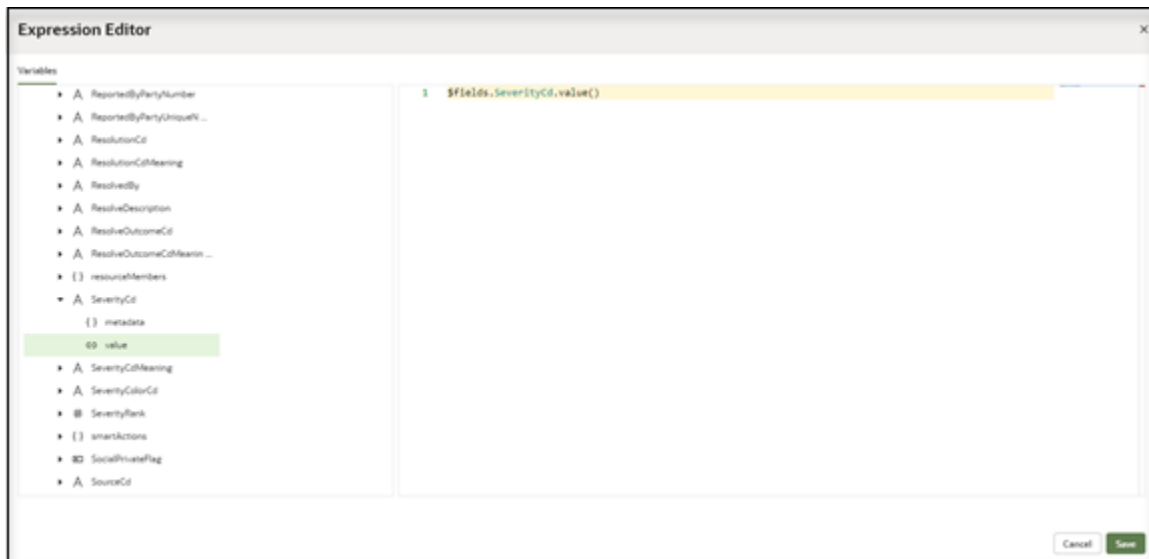 Expression Editor
×
Variables
ReportedByPartyNumber
ReportedByPartyUniqueN ...
ResolutionCd
ResolutionCdMeaning
ResolvedBy
ResolveDescription
ResolveOutcomeCd
ResolveOutcomeCdMeanin ...
{ } resourceMembers
SeverityCd
{ } metadata
value
SeverityCdMeaning
SeverityColorCd
# SeverityRank
{ } smartActions
SocialPrivateFlag
SourceCd
1 $fields.SeverityCd.value()
Cancel Save